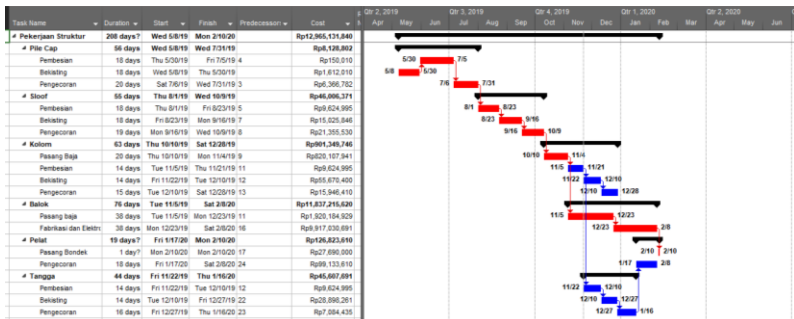 Qtr 2, 2019 Qtr 3, 2019 Qtr 4, 2019 Qtr 1, 2020 Qtr 2, 2020
Task Name Duration Start Finish Predecessors Cost Apr May Jun Jul Aug Sep Oct Nov Dec Jan Feb Mar Apr May Jun
Pekerjaan Struktur 208 days? Wed 5/8/19 Mon 2/10/20 Rp12,965,131,840
Pile Cap 56 days Wed 5/8/19 Wed 7/31/19 Rp8,128,802
Pembesian 18 days Thu 5/30/19 Fri 7/5/19 4 Rp150,010 5/30 7/5
Bekisting 18 days Wed 5/8/19 Thu 5/30/19 Rp1,612,010 5/8 5/30
Pengecoran 20 days Sat 7/6/19 Wed 7/31/19 3 Rp6,366,782 7/6 7/31
Sloof 55 days Thu 8/1/19 Wed 10/9/19 Rp46,006,371
Pembesian 18 days Thu 8/1/19 Fri 8/23/19 5 Rp9,624,995 8/1 8/23
Bekisting 18 days Fri 8/23/19 Mon 9/16/19 7 Rp15,025,846 8/23 9/16
Pengecoran 19 days Mon 9/16/19 Wed 10/9/19 8 Rp21,355,530 9/16 10/9
Kolom 63 days Thu 10/10/19 Sat 12/28/19 Rp901,349,746
Pasang Baja 20 days Thu 10/10/19 Mon 11/4/19 9 Rp820,107,941 10/10 11/4
Pembesian 14 days Tue 11/5/19 Thu 11/21/19 11 Rp9,624,995 11/5 11/21
Bekisting 14 days Fri 11/22/19 Tue 12/10/19 12 Rp55,670,400 11/22 12/10
Pengecoran 15 days Tue 12/10/19 Sat 12/28/19 13 Rp15,946,410 12/10 12/28
Balok 76 days Tue 11/5/19 Sat 2/8/20 Rp11,837,215,620
Pasang baja 38 days Tue 11/5/19 Mon 12/23/19 11 Rp1,920,184,929 11/5 12/23
Fabrikasi dan Elektro 38 days Mon 12/23/19 Sat 2/8/20 16 Rp9,917,030,691 12/23 2/8
Pelat 19 days? Fri 1/17/20 Mon 2/10/20 Rp126,823,610
Pasang Bondek 1 day? Mon 2/10/20 Mon 2/10/20 17 Rp27,690,000 2/10 2/10
Pengecoran 18 days Fri 1/17/20 Sat 2/8/20 24 Rp99,133,610 1/17 2/8
Tangga 44 days Fri 11/22/19 Thu 1/16/20 Rp45,607,691
Pembesian 14 days Fri 11/22/19 Tue 12/10/19 12 Rp9,624,995 11/22 12/10
Bekisting 14 days Tue 12/10/19 Fri 12/27/19 22 Rp28,898,261 12/10 12/27
Pengecoran 16 days Fri 12/27/19 Thu 1/16/20 23 Rp7,084,435 12/27 1/16